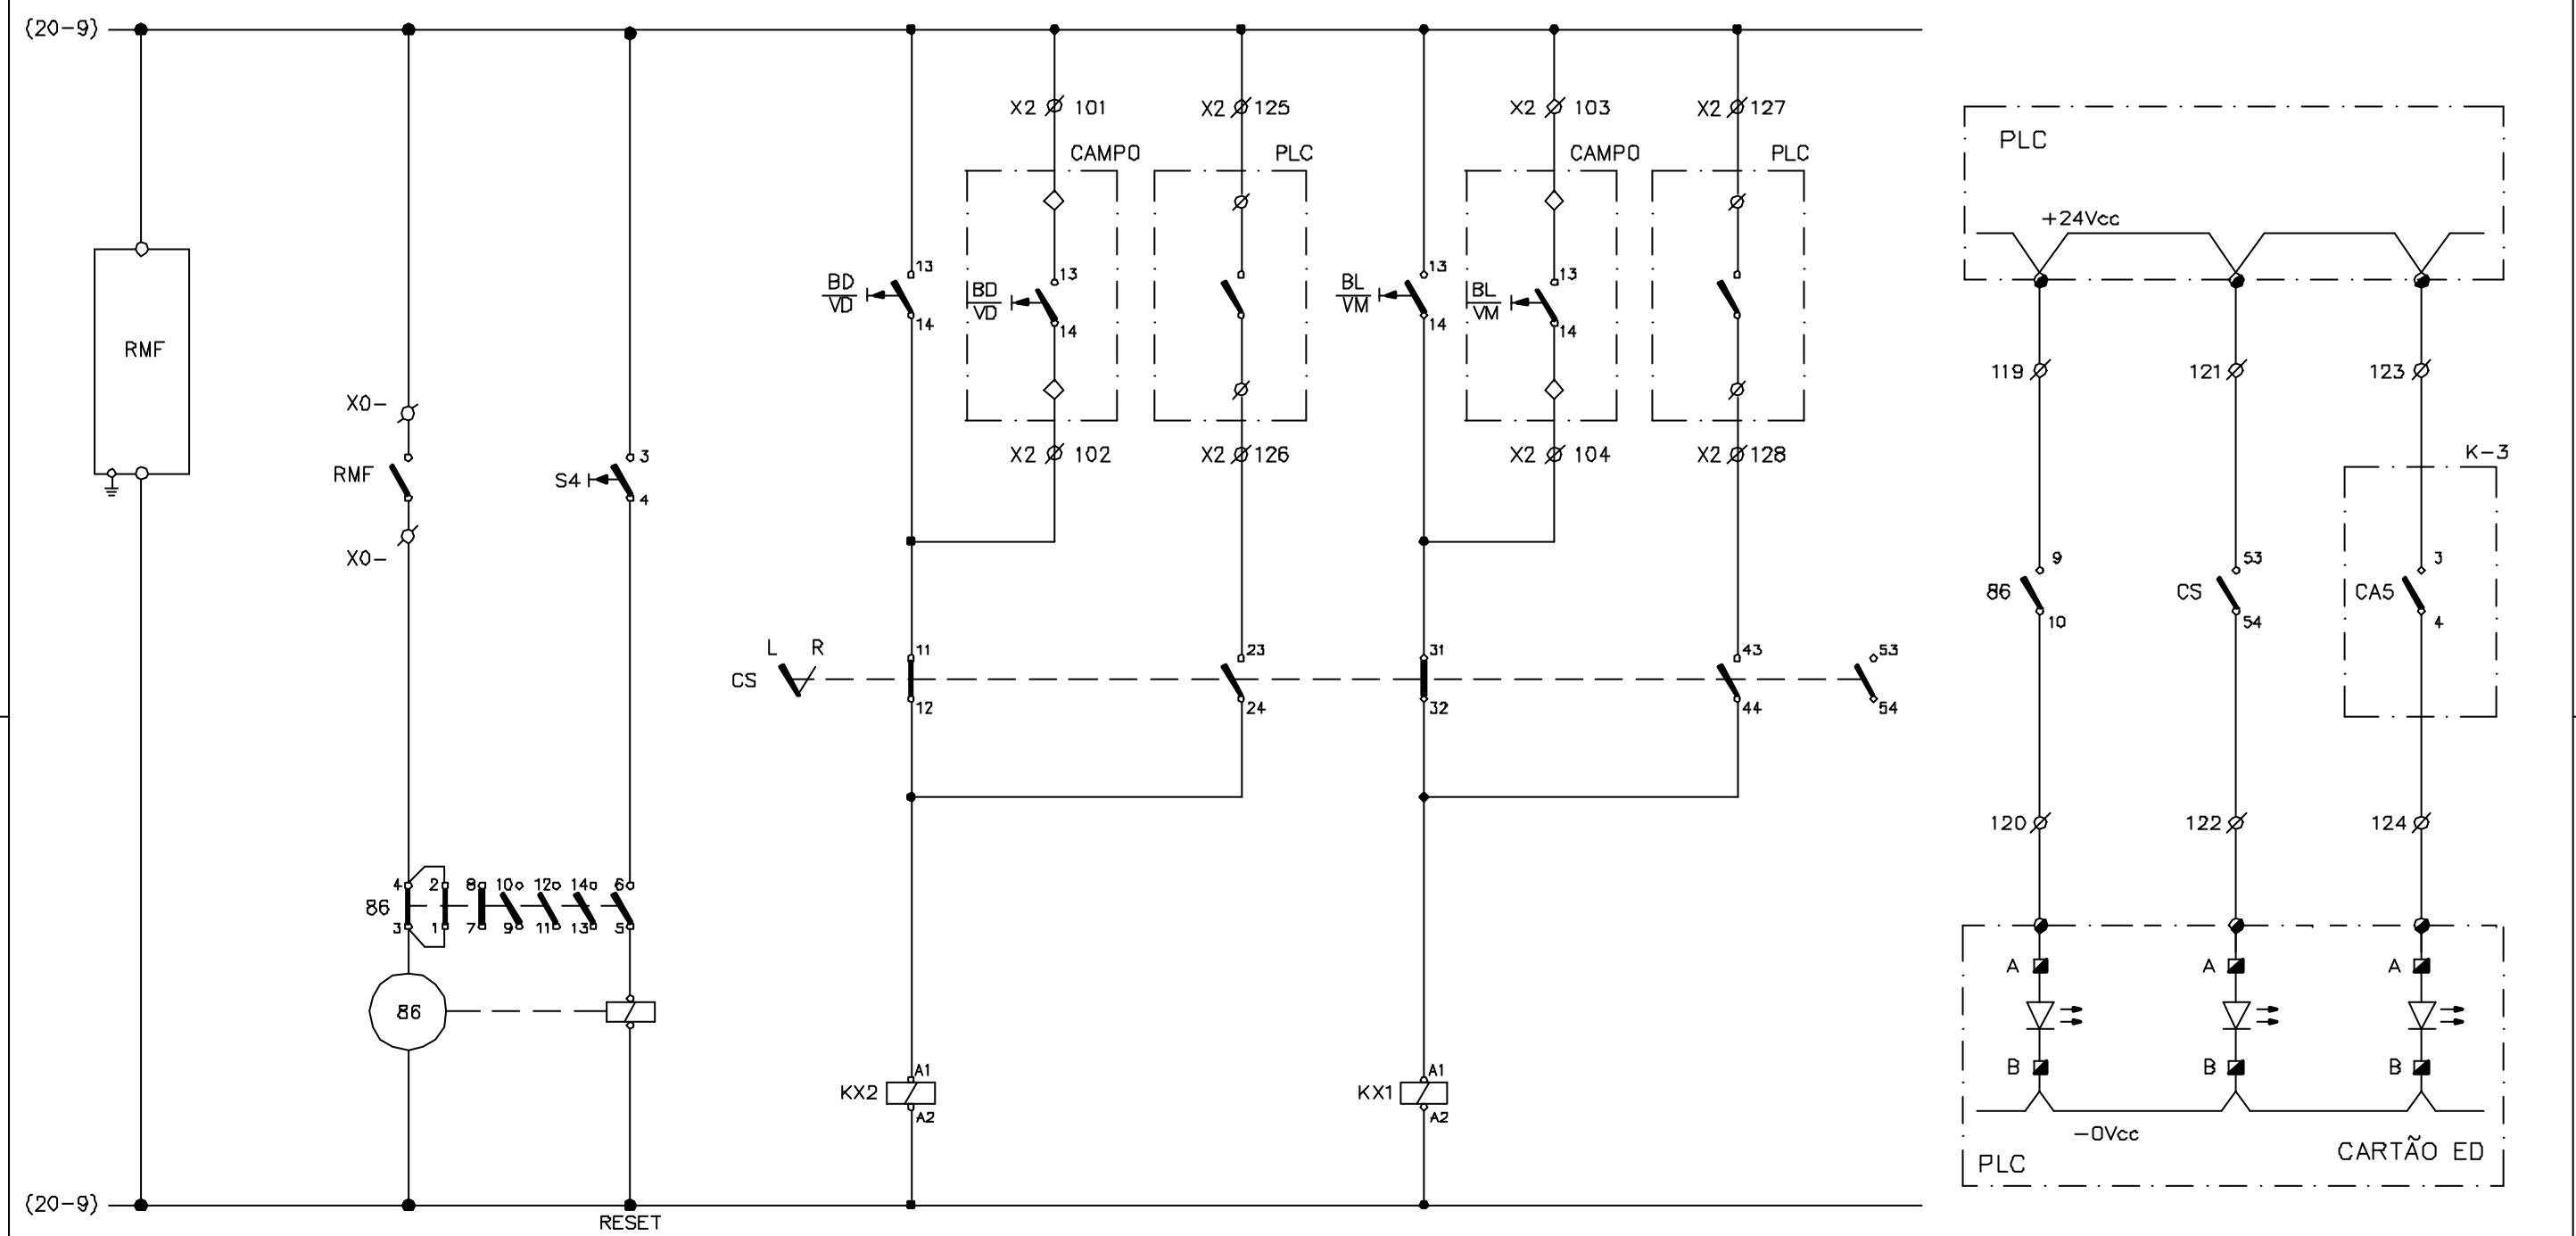 {20-9}
X2 101
X2 125
X2 103
X2 127
PLC
CAMPO
PLC
CAMPO
PLC
+24Vcc
13
BD
VD
14
13
BD
VD
14
13
BL
VM
14
13
BL
VM
14
RMF
119
121
123
X0-
RMF
X0-
3
S4
4
X2 102
X2 126
X2 104
X2 128
K-3
9
86
10
53
CS
54
3
CA5
4
L R
CS
11
12
23
24
31
32
43
44
53
54
120
122
124
4 2 8 10 12 14 6
86
3 1 7 9 11 13 5
86
A
A
A
B
B
B
KX2
A1
A2
KX1
A1
A2
-0Vcc
PLC
CARTÃO ED
{20-9}
RESET